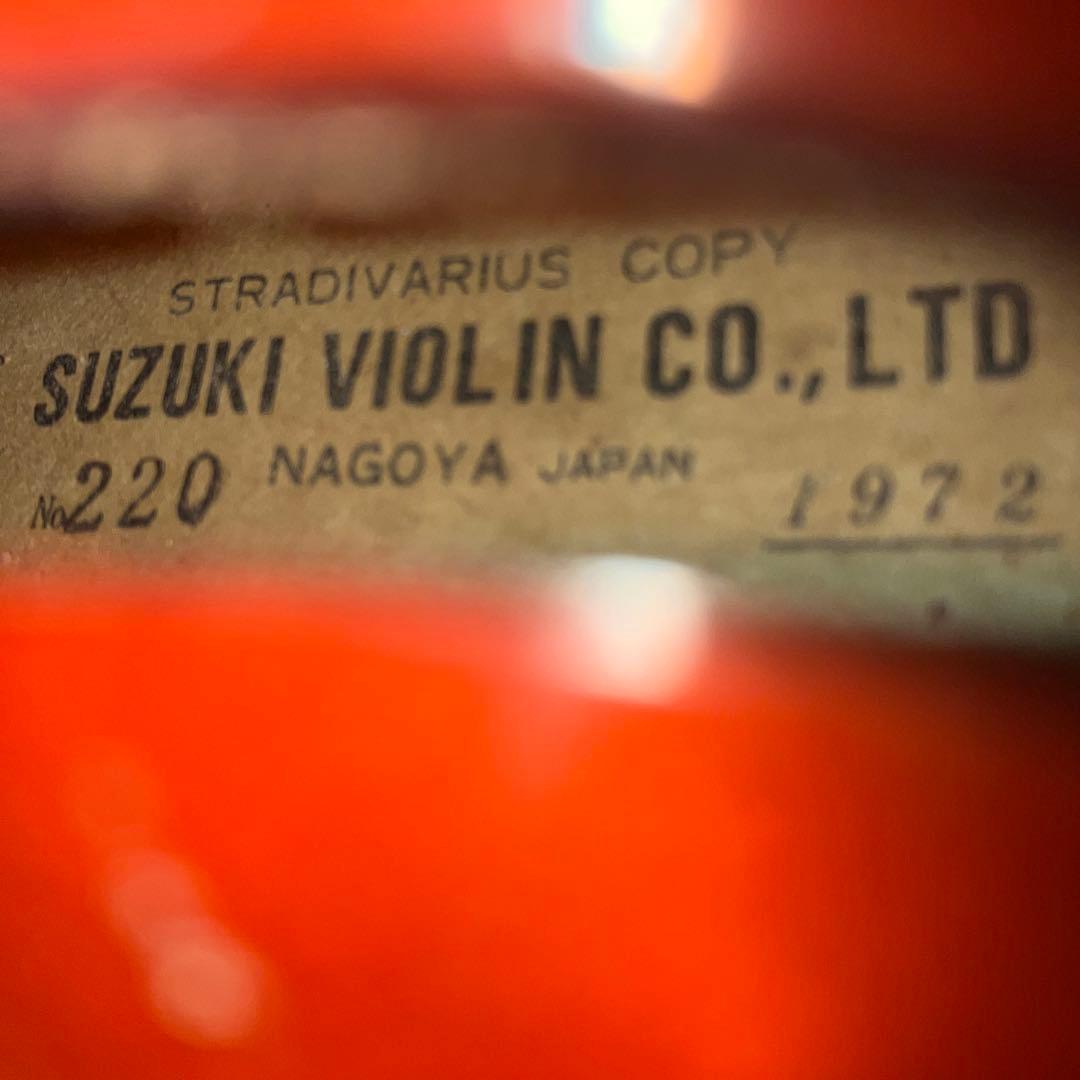 STRADIVARIUS COPY
SUZUKI VIOLIN CO., LTD
No220 NAGOYA JAPAN 1972